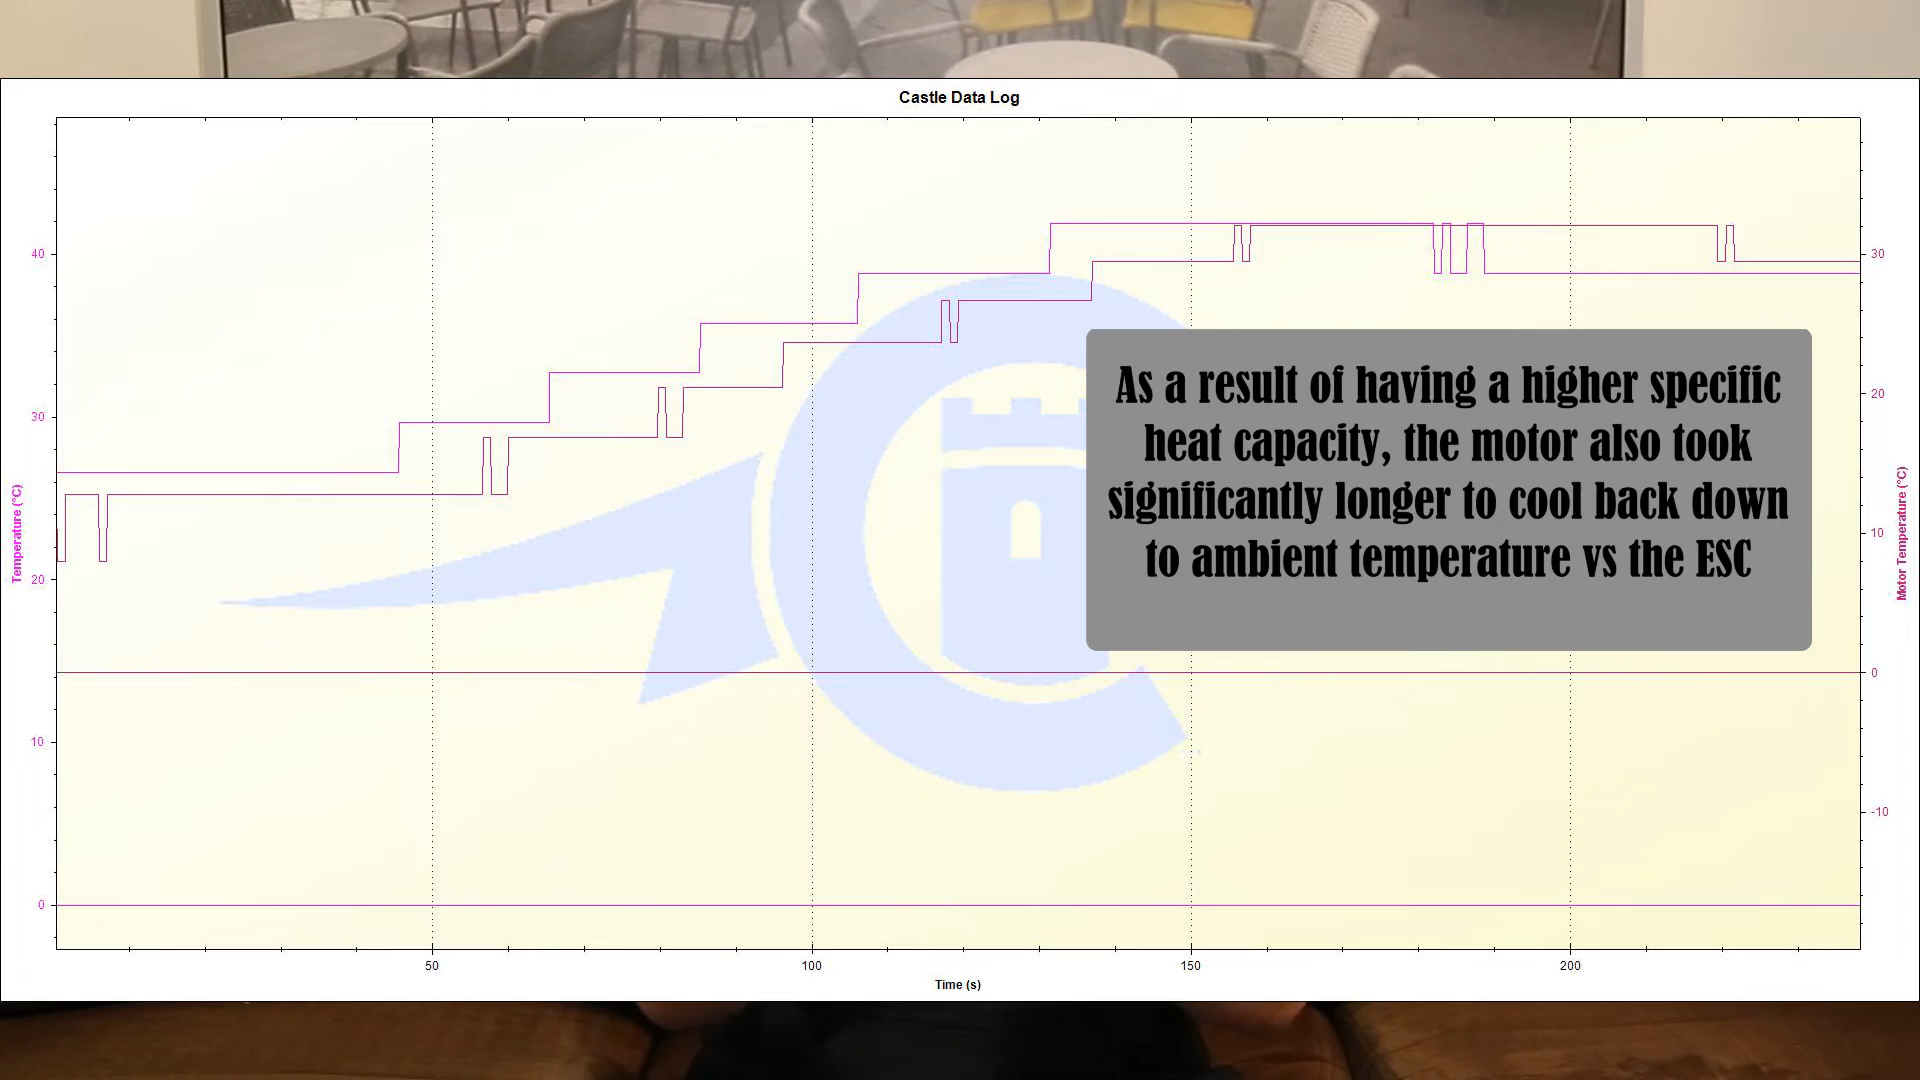 Castle Data Log
40
30
20
10
0
Temperature (°C)
As a result of having a higher specific
heat capacity, the motor also took
significantly longer to cool back down
to ambient temperature vs the ESC
30
20
10
0
-10
Motor Temperature (°C)
50
100
150
200
Time (s)